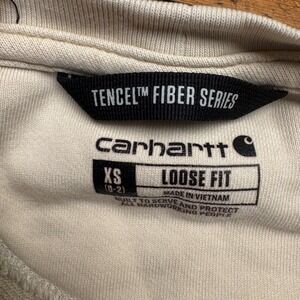 TENCEL™ FIBER SERIES
carhartt
XS
(0-2)
LOOSE FIT
MADE IN VIETNAM
BUILT TO SERVE AND PROTECT
ALL HARDWORKING PEOPLE